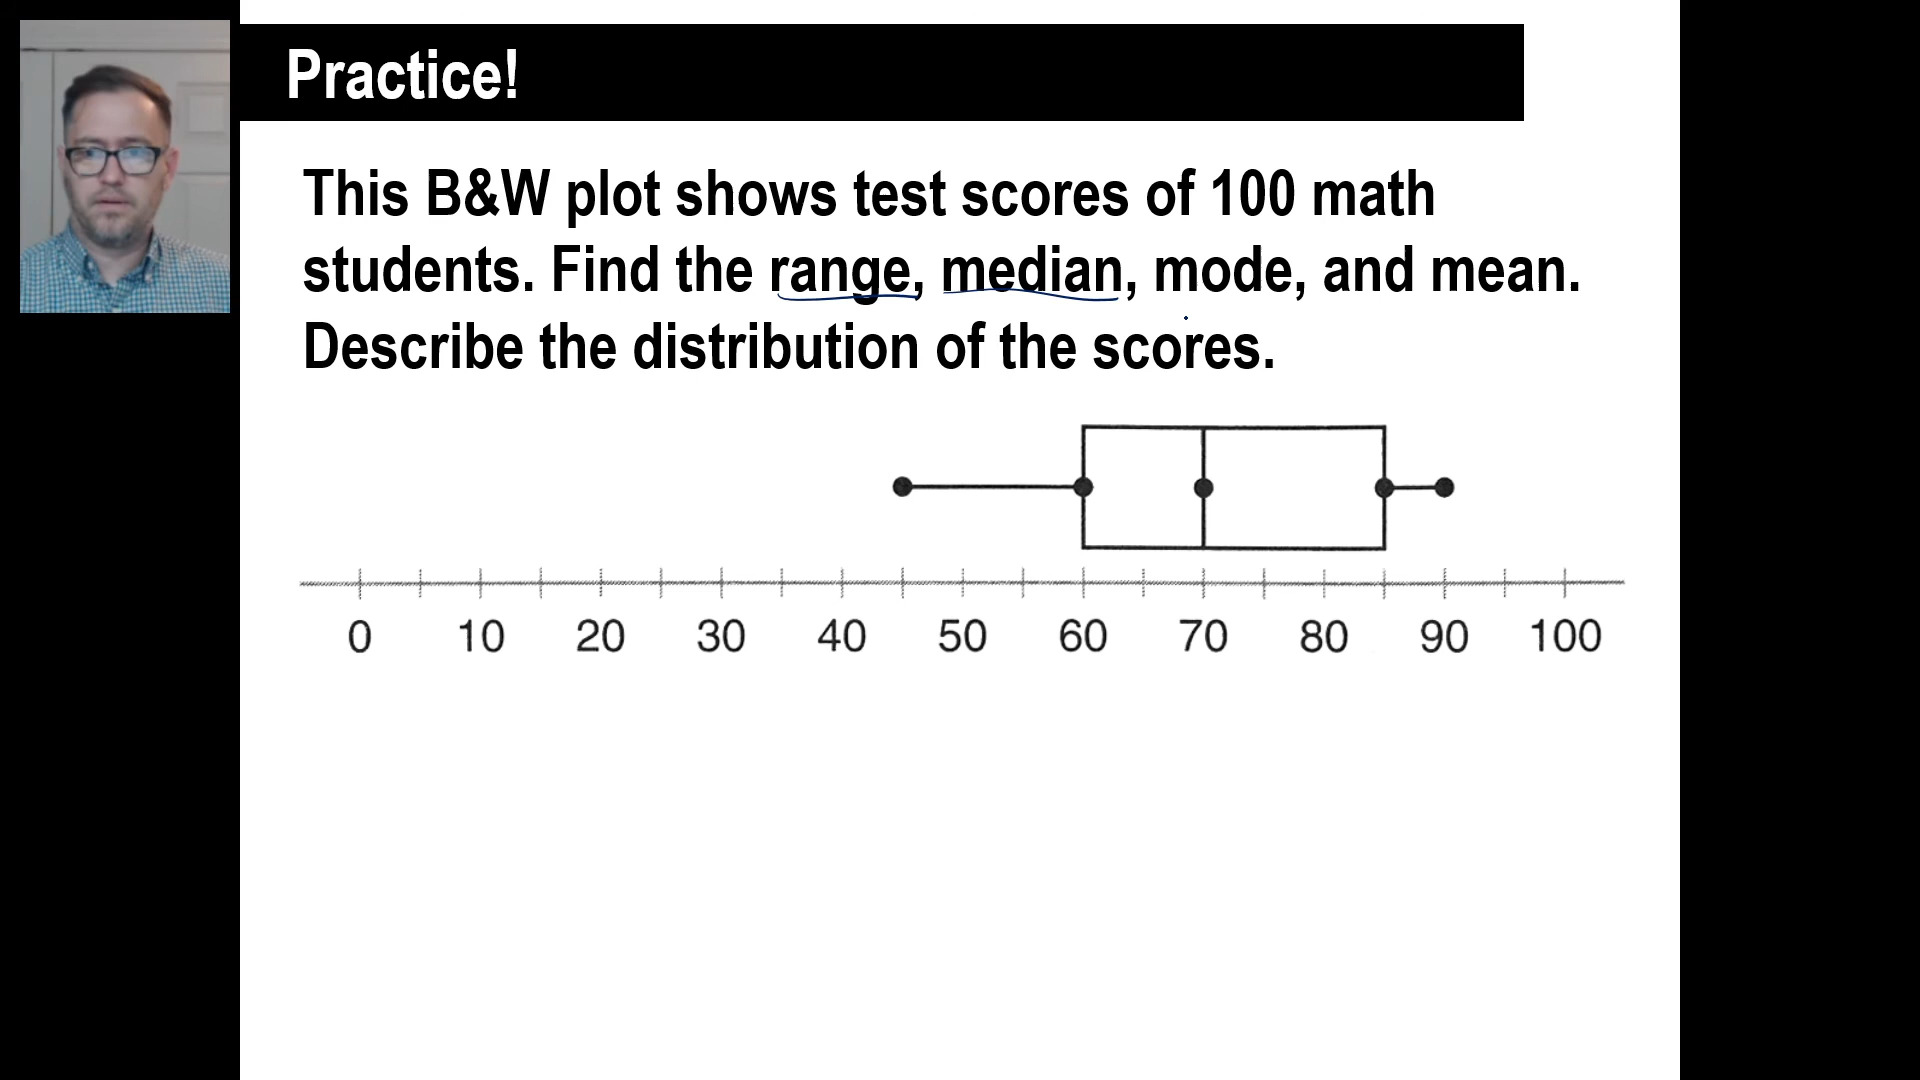 Practice!
This B&W plot shows test scores of 100 math
students. Find the range, median, mode, and mean.
Describe the distribution of the scores.
0 10 20 30 40 50 60 70 80 90 100